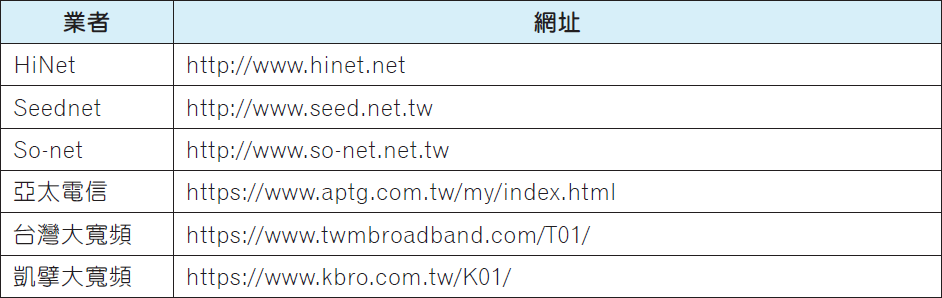 業者 網址
HiNet http://www.hinet.net
Seednet http://www.seed.net.tw
So-net http://www.so-net.net.tw
亞太電信 https://www.aptg.com.tw/my/index.html
台灣大寬頻 https://www.twmbroadband.com/T01/
凱擘大寬頻 https://www.kbro.com.tw/K01/